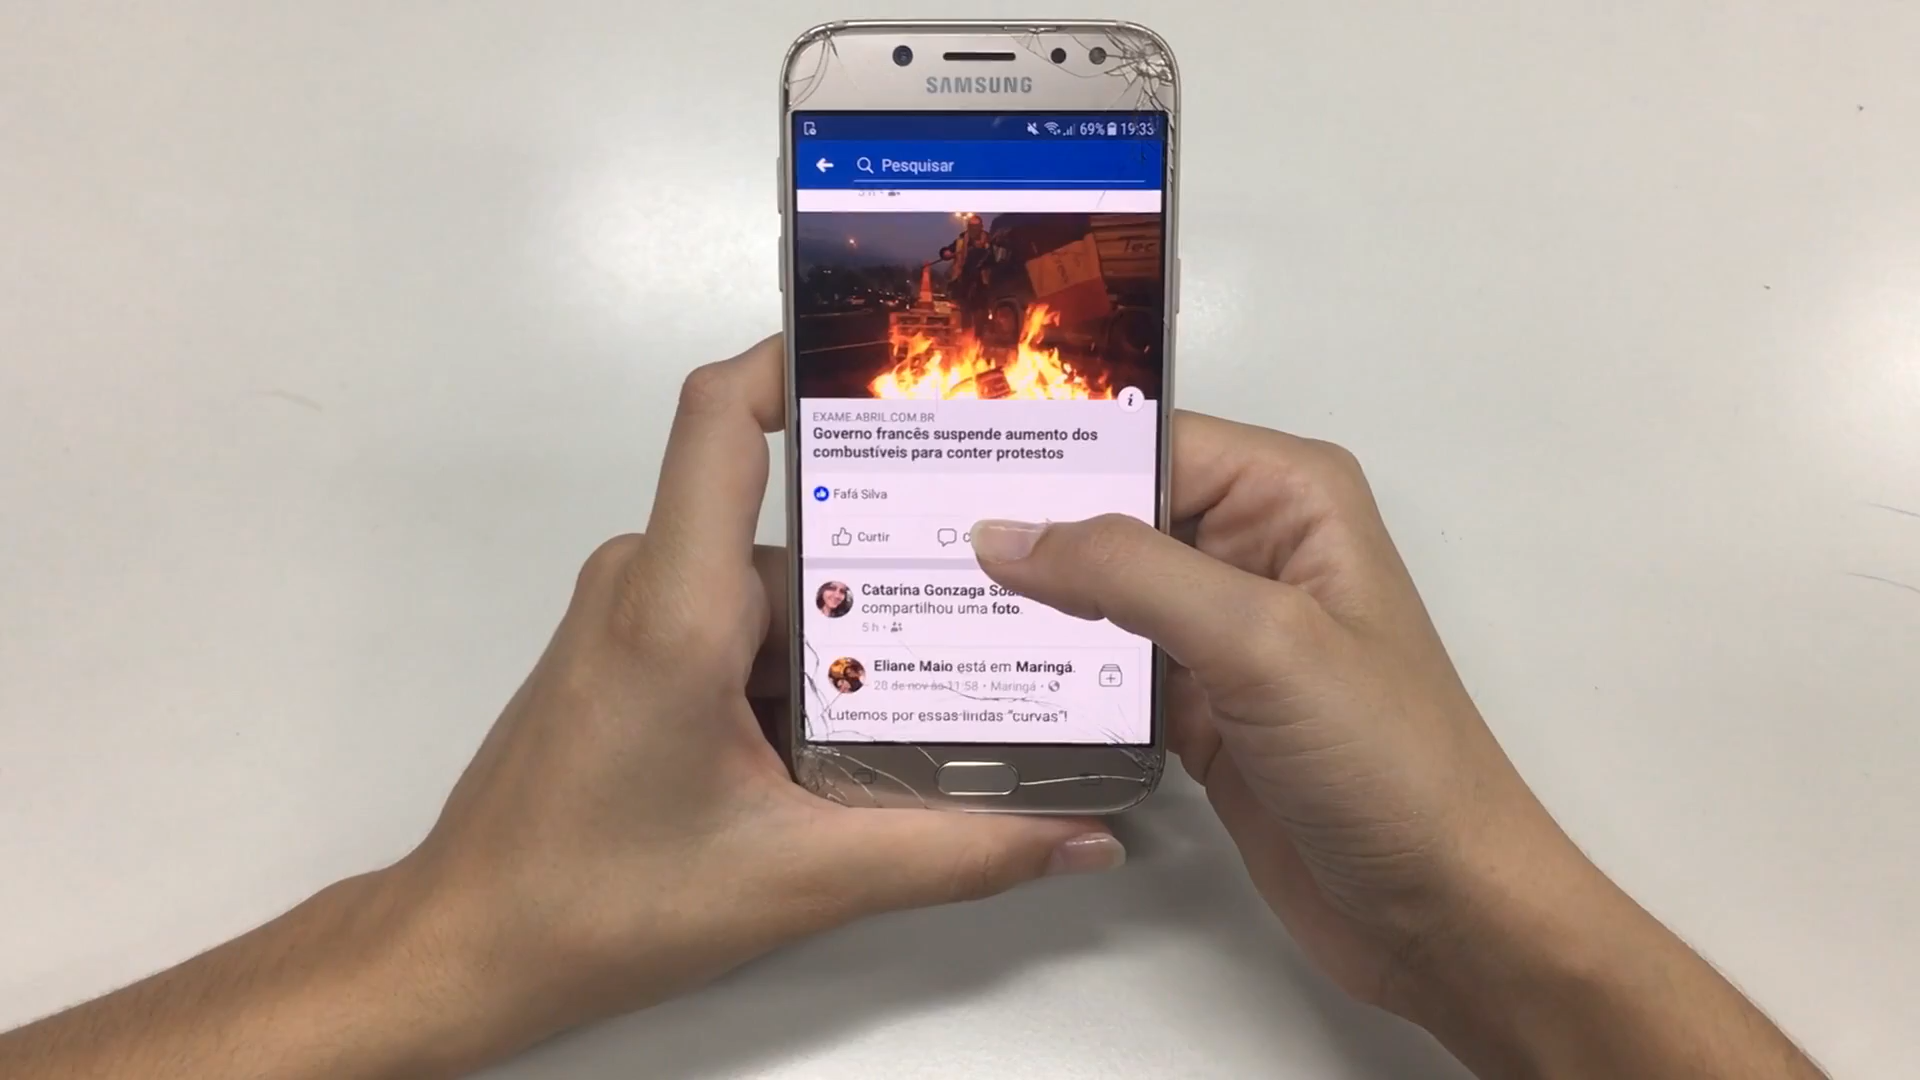 SAMSUNG
69% 19:33
Pesquisar
EXAME.ABRIL.COM.BR
Governo francês suspende aumento dos
combustíveis para conter protestos
Fafá Silva
Curtir
Catarina Gonzaga
compartilhou uma foto.
5 h
Eliane Maio está em Maringá.
28 de nov às 11:58 • Maringá •
Lutemos por essas lindas "curvas"!